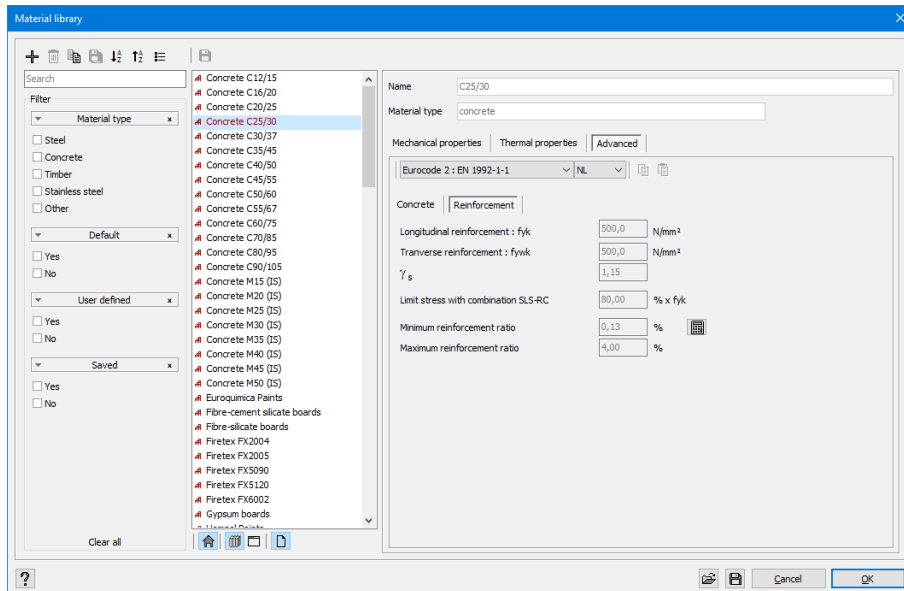 Material library
Search
Filter
Material type x
Steel
Concrete
Timber
Stainless steel
Other
Default x
Yes
No
User defined x
Yes
No
Saved x
Yes
No
Clear all
Concrete C12/15
Concrete C16/20
Concrete C20/25
Concrete C25/30
Concrete C30/37
Concrete C35/45
Concrete C40/50
Concrete C45/55
Concrete C50/60
Concrete C55/67
Concrete C60/75
Concrete C70/85
Concrete C80/95
Concrete C90/105
Concrete M15 (IS)
Concrete M20 (IS)
Concrete M25 (IS)
Concrete M30 (IS)
Concrete M35 (IS)
Concrete M40 (IS)
Concrete M45 (IS)
Concrete M50 (IS)
Euroquimica Paints
Fibre-cement silicate boards
Fibre-silicate boards
Firetex FX2004
Firetex FX2005
Firetex FX5090
Firetex FX5120
Firetex FX6002
Gypsum boards
Name C25/30
Material type concrete
Mechanical properties Thermal properties Advanced
Eurocode 2 : EN 1992-1-1 NL
Concrete Reinforcement
Longitudinal reinforcement : fyk 500,0 N/mm²
Tranverse reinforcement : fywk 500,0 N/mm²
γs 1,15
Limit stress with combination SLS-RC 80,00 % x fyk
Minimum reinforcement ratio 0,13 %
Maximum reinforcement ratio 4,00 %
? Cancel OK